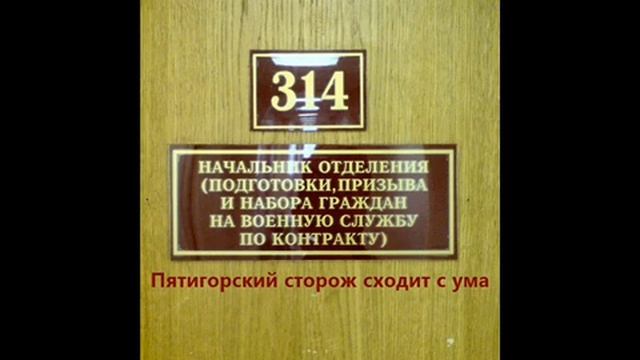 314
НАЧАЛЬНИК ОТДЕЛЕНИЯ
(ПОДГОТОВКИ,ПРИЗЫВА
И НАБОРА ГРАЖДАН
НА ВОЕННУЮ СЛУЖБУ
ПО КОНТРАКТУ)
Пятигорский сторож сходит с ума